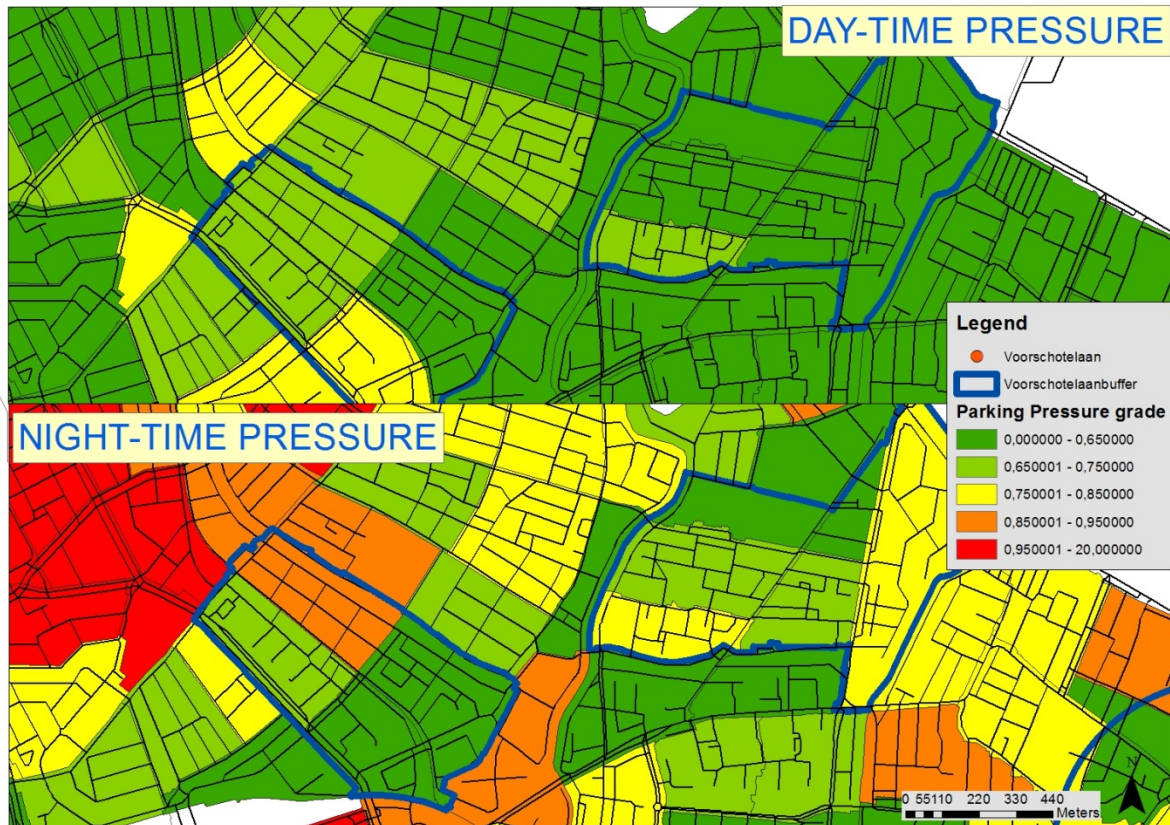 DAY-TIME PRESSURE
Legend
Voorschotelaan
Voorschotelaanbuffer
Parking Pressure grade
0,000000 - 0,650000
0,650001 - 0,750000
0,750001 - 0,850000
0,850001 - 0,950000
0,950001 - 20,000000
NIGHT-TIME PRESSURE
N
0 55110 220 330 440
Meters